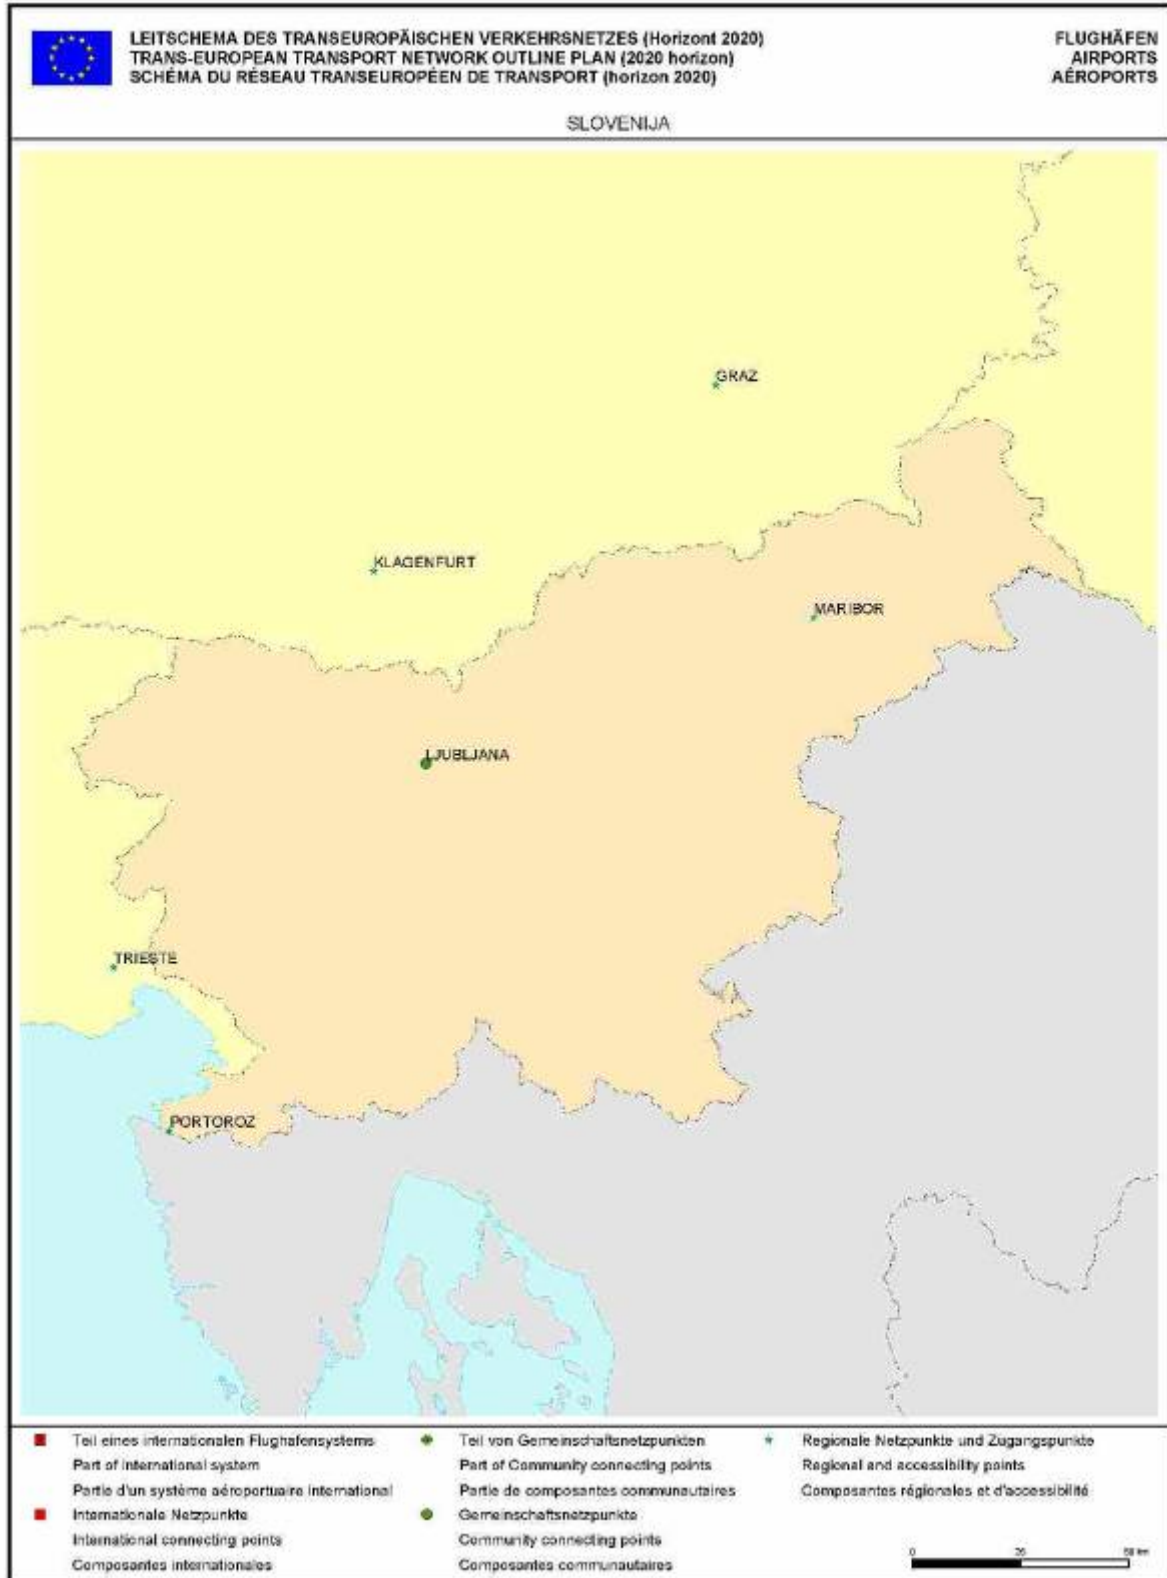 LEITSCHEMA DES TRANSEUROPÄISCHEN VERKEHRSNETZES (Horizont 2020)
TRANS-EUROPEAN TRANSPORT NETWORK OUTLINE PLAN (2020 horizon)
SCHÉMA DU RÉSEAU TRANSEUROPÉEN DE TRANSPORT (horizon 2020)
FLUGHÄFEN
AIRPORTS
AÉROPORTS
SLOVENIJA
GRAZ
KLAGENFURT
MARIBOR
LJUBLJANA
TRIESTE
PORTOROZ
Teil eines internationalen Flughafensystems
Part of international system
Partie d'un système aéroportuaire international
Internationale Netzpunkte
International connecting points
Composantes internationales
Teil von Gemeinschaftsnetzpunkten
Part of Community connecting points
Partie de composantes communautaires
Gemeinschaftsnetzpunkte
Community connecting points
Composantes communautaires
Regionale Netzpunkte und Zugangspunkte
Regional and accessibility points
Composantes régionales et d'accessibilité
0 25 50 km